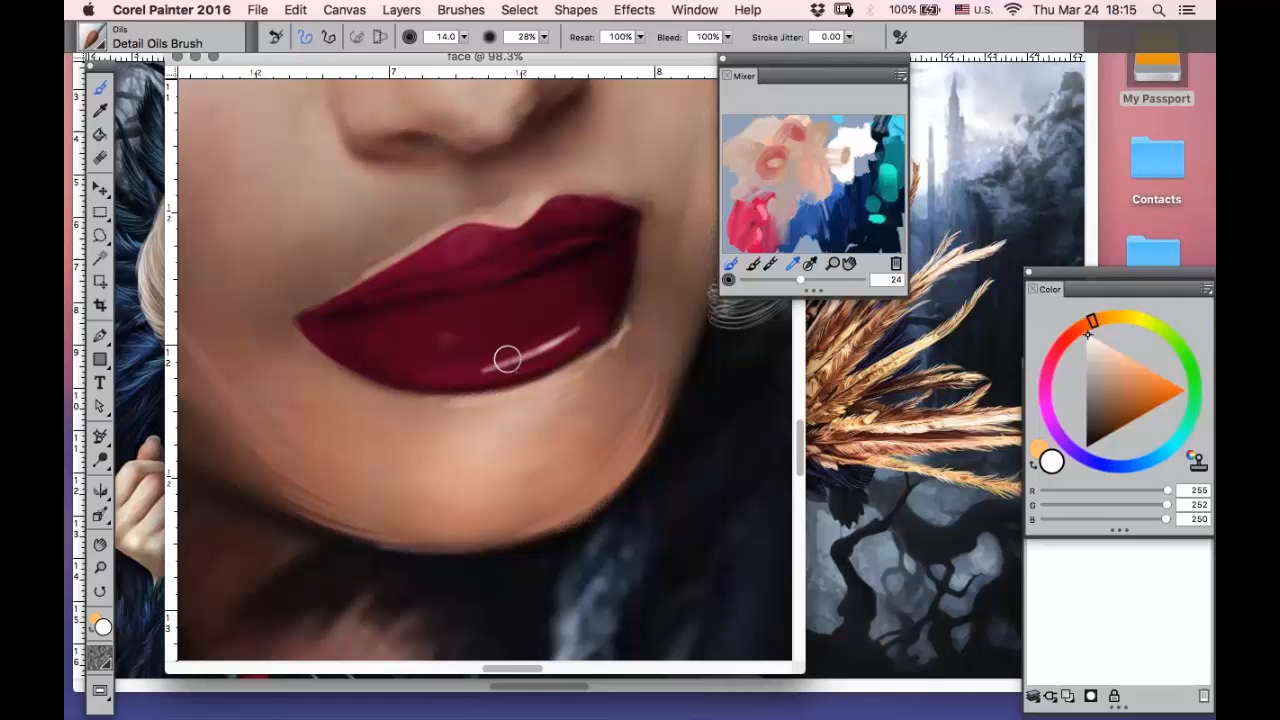 Corel Painter 2016 File Edit Canvas Layers Brushes Select Shapes Effects Window Help 100% U.S. Thu Mar 24 18:15
Oils
Detail Oils Brush
14.0 28% Resat: 100% Bleed: 100% Stroke Jitter: 0.00
face @ 98.3%
7 8
Mixer
24
My Passport
Contacts
Color
R 255
G 252
B 250
T